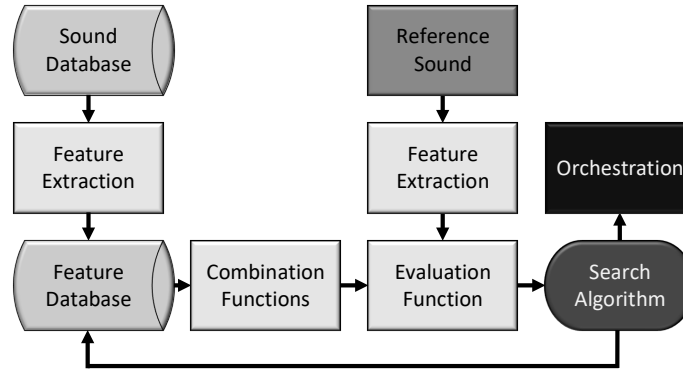 Sound
Database
Reference
Sound
Feature
Extraction
Feature
Extraction
Orchestration
Feature
Database
Combination
Functions
Evaluation
Function
Search
Algorithm